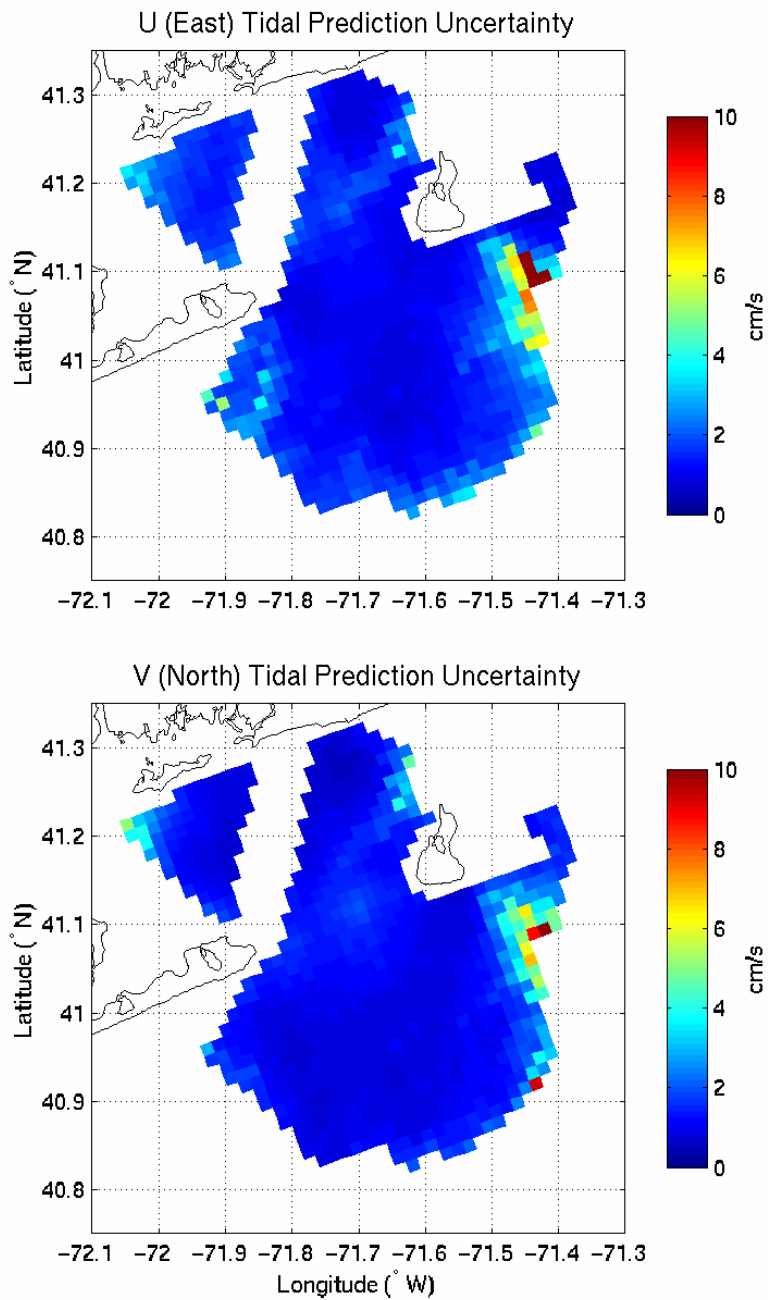 U (East) Tidal Prediction Uncertainty
Latitude (° N)
41.3
41.2
41.1
41
40.9
40.8
−72.1 −72 −71.9 −71.8 −71.7 −71.6 −71.5 −71.4 −71.3
10
8
6
4
2
0
cm/s
V (North) Tidal Prediction Uncertainty
Latitude (° N)
41.3
41.2
41.1
41
40.9
40.8
−72.1 −72 −71.9 −71.8 −71.7 −71.6 −71.5 −71.4 −71.3
Longitude (° W)
10
8
6
4
2
0
cm/s